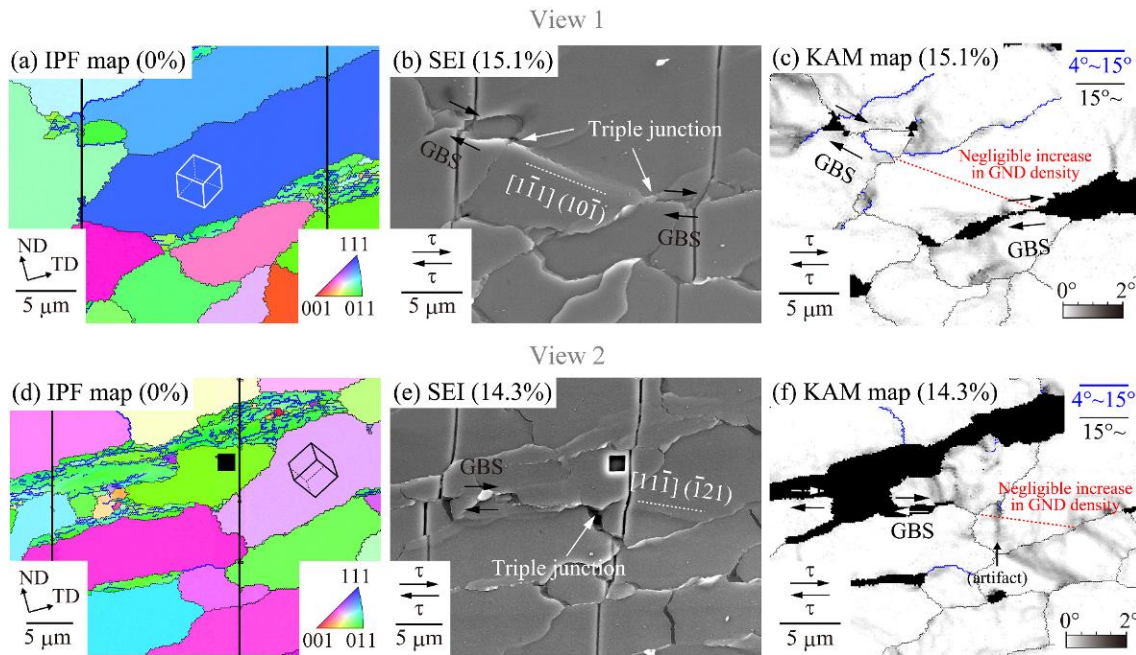 View 1
(a) IPF map (0%)
ND
TD
5 μm
111
001 011
(b) SEI (15.1%)
Triple junction
GBS
[11̄1] (101̄)
GBS
τ
τ
5 μm
(c) KAM map (15.1%)
4°~15°
15°~
GBS
Negligible increase
in GND density
GBS
τ
τ
5 μm
0° 2°
View 2
(d) IPF map (0%)
ND
TD
5 μm
111
001 011
(e) SEI (14.3%)
GBS
[111̄] (1̄21)
Triple junction
τ
τ
5 μm
(f) KAM map (14.3%)
4°~15°
15°~
Negligible increase
in GND density
GBS
(artifact)
τ
τ
5 μm
0° 2°